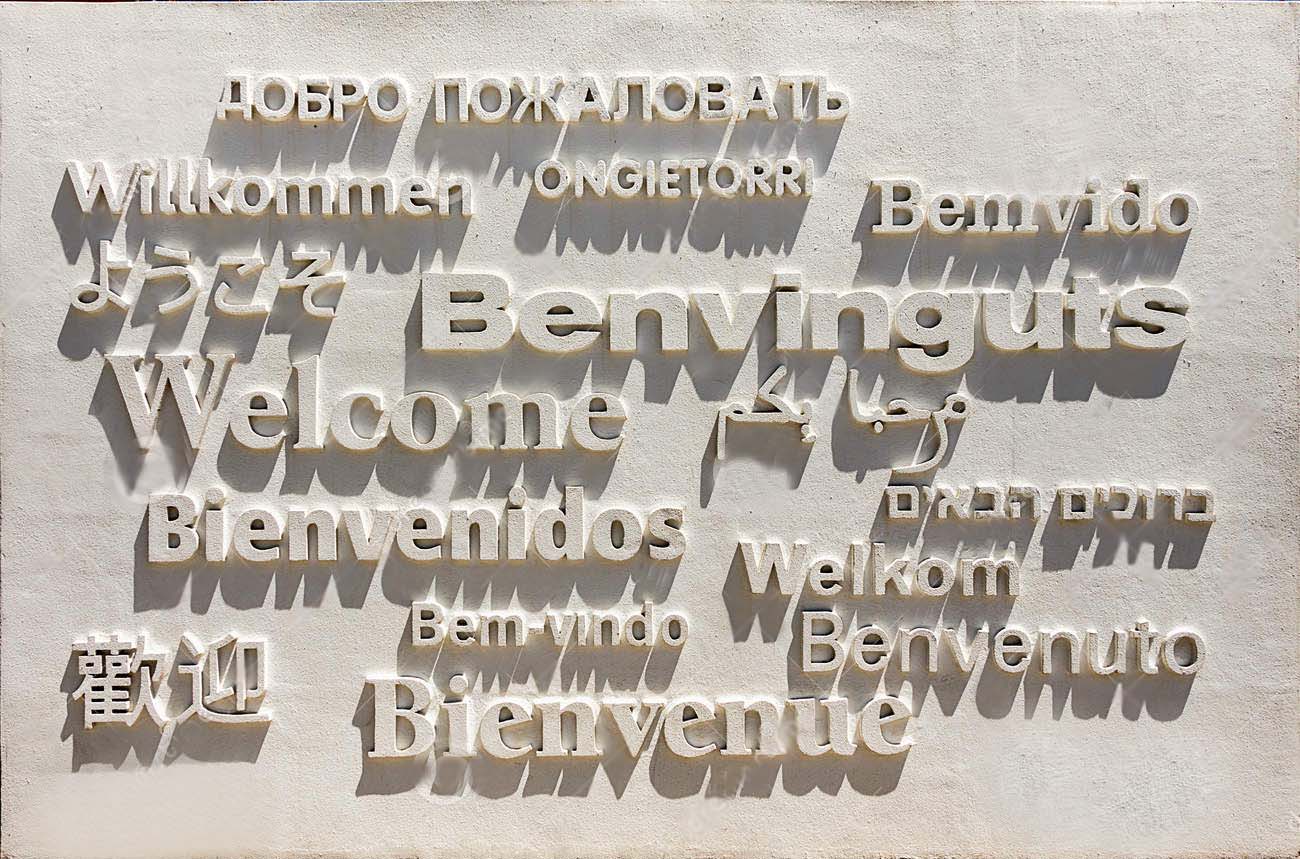 ДОБРО ПОЖАЛОВАТЬ
Willkommen
ONGIETORRI
Bemvido
ようこそ
Benvinguts
Welcome
مرحبا بكم
Bienvenidos
ברוכים הבאים
Welkom
Bem-vindo
Benvenuto
歡迎
Bienvenue